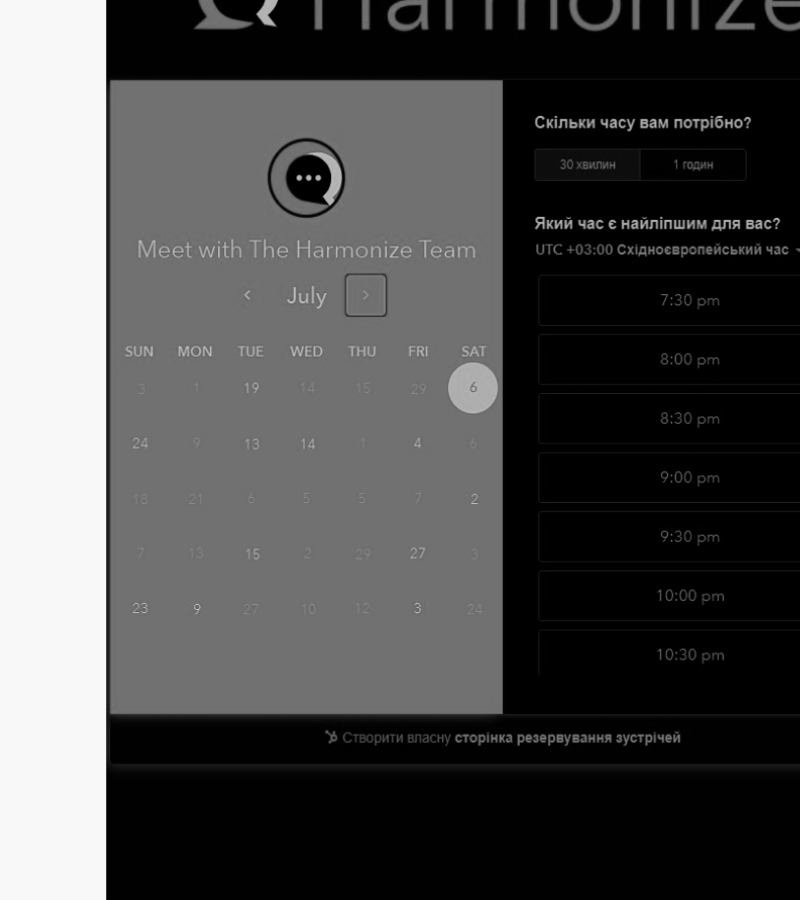 Harmonize
Meet with The Harmonize Team
July
SUN MON TUE WED THU FRI SAT
3 1 19 14 15 29 6
24 9 13 14 1 4 6
18 21 6 5 5 7 2
7 13 15 2 29 27 3
23 9 27 10 12 3 24
Скільки часу вам потрібно?
30 хвилин 1 годин
Який час є найліпшим для вас?
UTC +03:00 Східноєвропейський час
7:30 pm
8:00 pm
8:30 pm
9:00 pm
9:30 pm
10:00 pm
10:30 pm
Створити власну сторінка резервування зустрічей